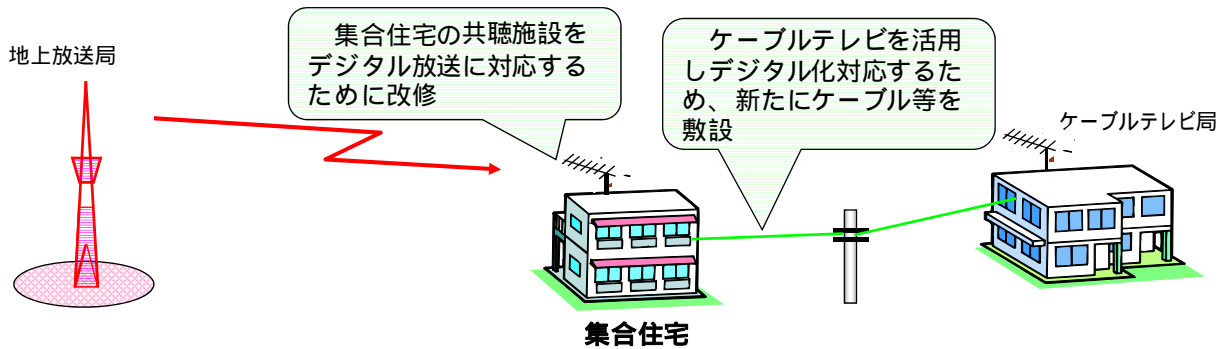 地上放送局
集合住宅の共聴施設を
デジタル放送に対応する
ために改修
ケーブルテレビを活用
しデジタル化対応するた
め、新たにケーブル等を
敷設
ケーブルテレビ局
集合住宅